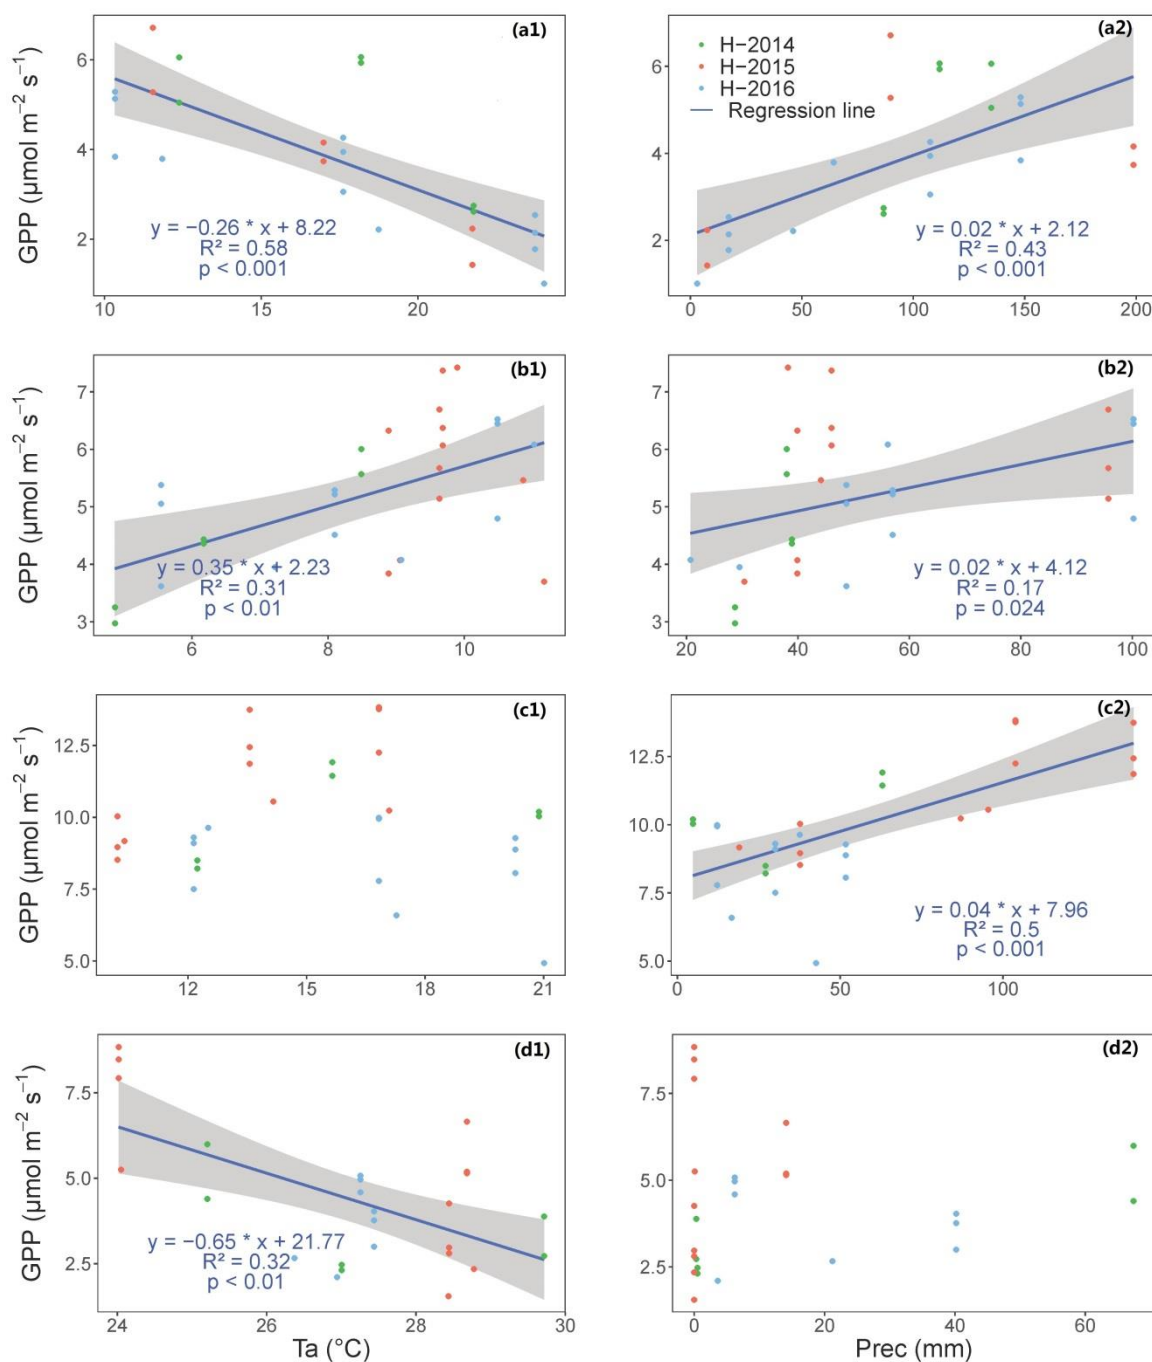 (a1)
GPP (μmol m⁻² s⁻¹)
6
4
2
y = −0.26 * x + 8.22
R² = 0.58
p < 0.001
10
15
20
(a2)
H−2014
H−2015
H−2016
Regression line
6
4
2
y = 0.02 * x + 2.12
R² = 0.43
p < 0.001
0
50
100
150
200
(b1)
GPP (μmol m⁻² s⁻¹)
7
6
5
4
3
y = 0.35 * x + 2.23
R² = 0.31
p < 0.01
6
8
10
(b2)
7
6
5
4
3
y = 0.02 * x + 4.12
R² = 0.17
p = 0.024
20
40
60
80
100
(c1)
GPP (μmol m⁻² s⁻¹)
12.5
10.0
7.5
5.0
12
15
18
21
(c2)
12.5
10.0
7.5
5.0
y = 0.04 * x + 7.96
R² = 0.5
p < 0.001
0
50
100
(d1)
GPP (μmol m⁻² s⁻¹)
7.5
5.0
2.5
y = −0.65 * x + 21.77
R² = 0.32
p < 0.01
24
26
28
30
Ta (°C)
(d2)
7.5
5.0
2.5
0
20
40
60
Prec (mm)